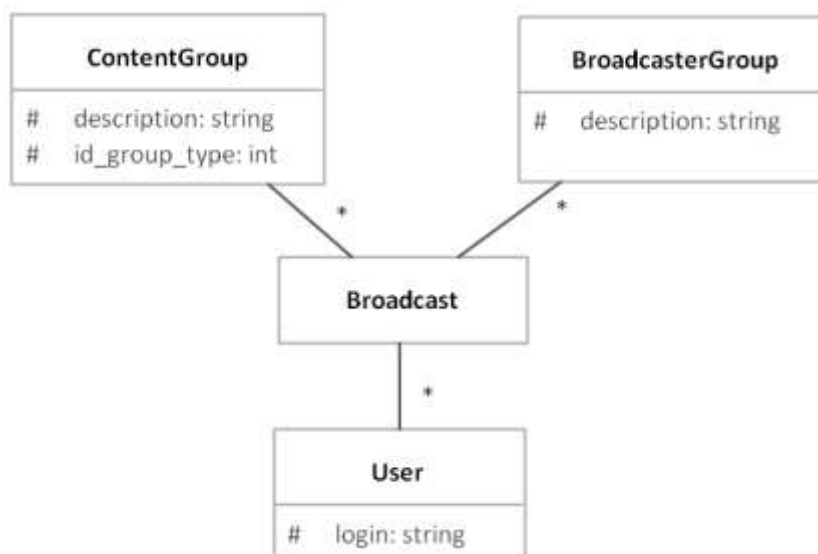 ContentGroup
# description: string
# id_group_type: int
BroadcasterGroup
# description: string
*
*
Broadcast
*
User
# login: string